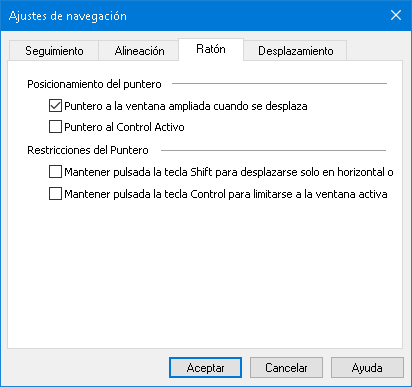 Ajustes de navegación
Seguimiento Alineación Ratón Desplazamiento
Posicionamiento del puntero
Puntero a la ventana ampliada cuando se desplaza
Puntero al Control Activo
Restricciones del Puntero
Mantener pulsada la tecla Shift para desplazarse solo en horizontal o
Mantener pulsada la tecla Control para limitarse a la ventana activa
Aceptar Cancelar Ayuda